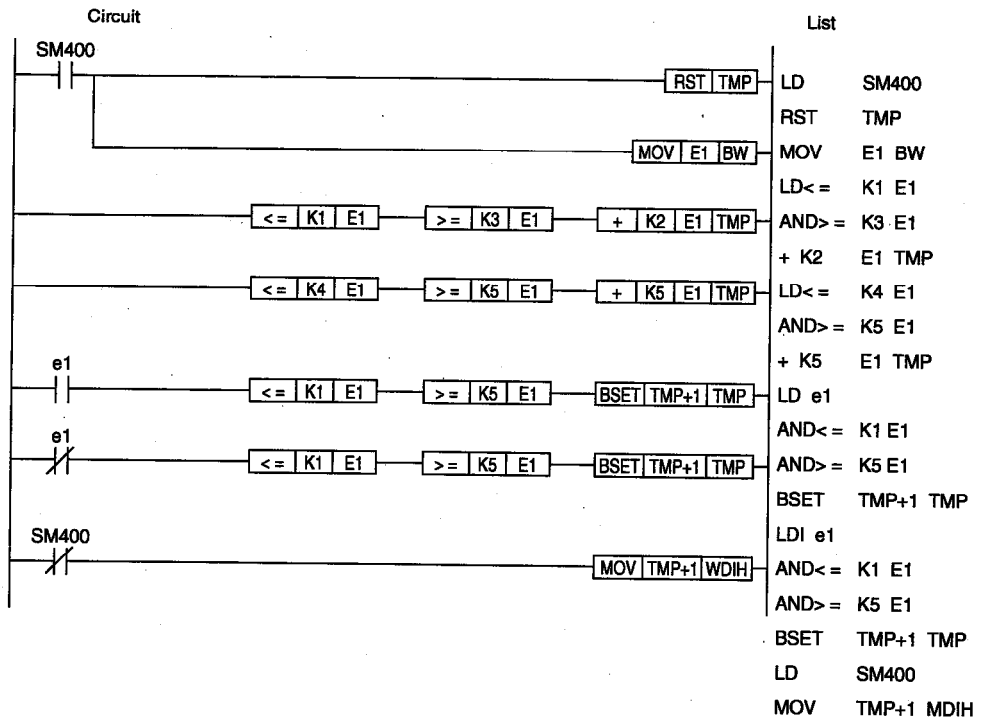 Circuit
List
SM400
RST TMP
MOV E1 BW
<= K1 E1 >= K3 E1 + K2 E1 TMP
<= K4 E1 >= K5 E1 + K5 E1 TMP
e1
<= K1 E1 >= K5 E1 BSET TMP+1 TMP
e1
<= K1 E1 >= K5 E1 BSET TMP+1 TMP
SM400
MOV TMP+1 WDIH
LD SM400
RST TMP
MOV E1 BW
LD<= K1 E1
AND>= K3 E1
+ K2 E1 TMP
LD<= K4 E1
AND>= K5 E1
+ K5 E1 TMP
LD e1
AND<= K1 E1
AND>= K5 E1
BSET TMP+1 TMP
LDI e1
AND<= K1 E1
AND>= K5 E1
BSET TMP+1 TMP
LD SM400
MOV TMP+1 MDIH